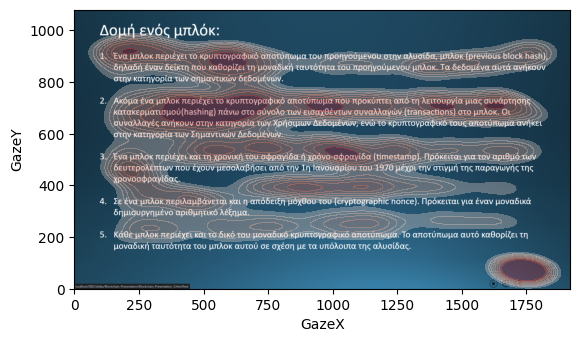 Δομή ενός μπλόκ:
1. Ένα μπλοκ περιέχει το κρυπτογραφικό αποτύπωμα του προηγούμενου στην αλυσίδα, μπλοκ (previous block hash),
δηλαδή έναν δείκτη που καθορίζει τη μοναδική ταυτότητα του προηγούμενου μπλοκ. Τα δεδομένα αυτά ανήκουν
στην κατηγορία των σημαντικών δεδομένων.
2. Ακόμα ένα μπλοκ περιέχει το κρυπτογραφικό αποτύπωμα που προκύπτει από τη λειτουργία μιας συνάρτησης
κατακερματισμού(hashing) πάνω στο σύνολο των εισαχθέντων συναλλαγών (transactions) στο μπλοκ. Οι
συναλλαγές ανήκουν στην κατηγορία των Χρήσιμων Δεδομένων, ενώ το κρυπτογραφικό τους αποτύπωμα ανήκει
στην κατηγορία των Σημαντικών Δεδομένων.
3. Ένα μπλοκ περιέχει και τη χρονική του σφραγίδα ή χρόνο-σφραγίδα (timestamp). Πρόκειται για τον αριθμό των
δευτερολέπτων που έχουν μεσολαβήσει από την 1η Ιανουαρίου του 1970 μέχρι την στιγμή της παραγωγής της
χρονοσφραγίδας.
4. Σε ένα μπλοκ περιλαμβάνεται και η απόδειξη μόχθου του (cryptographic nonce). Πρόκειται για έναν μοναδικά
δημιουργημένο αριθμητικό λέξημα.
5. Κάθε μπλοκ περιέχει και το δικό του μοναδικό κρυπτογραφικό αποτύπωμα. Το αποτύπωμα αυτό καθορίζει τη
μοναδική ταυτότητα του μπλοκ αυτού σε σχέση με τα υπόλοιπα της αλυσίδας.
GazeY
1000
800
600
400
200
0
0 250 500 750 1000 1250 1500 1750
GazeX